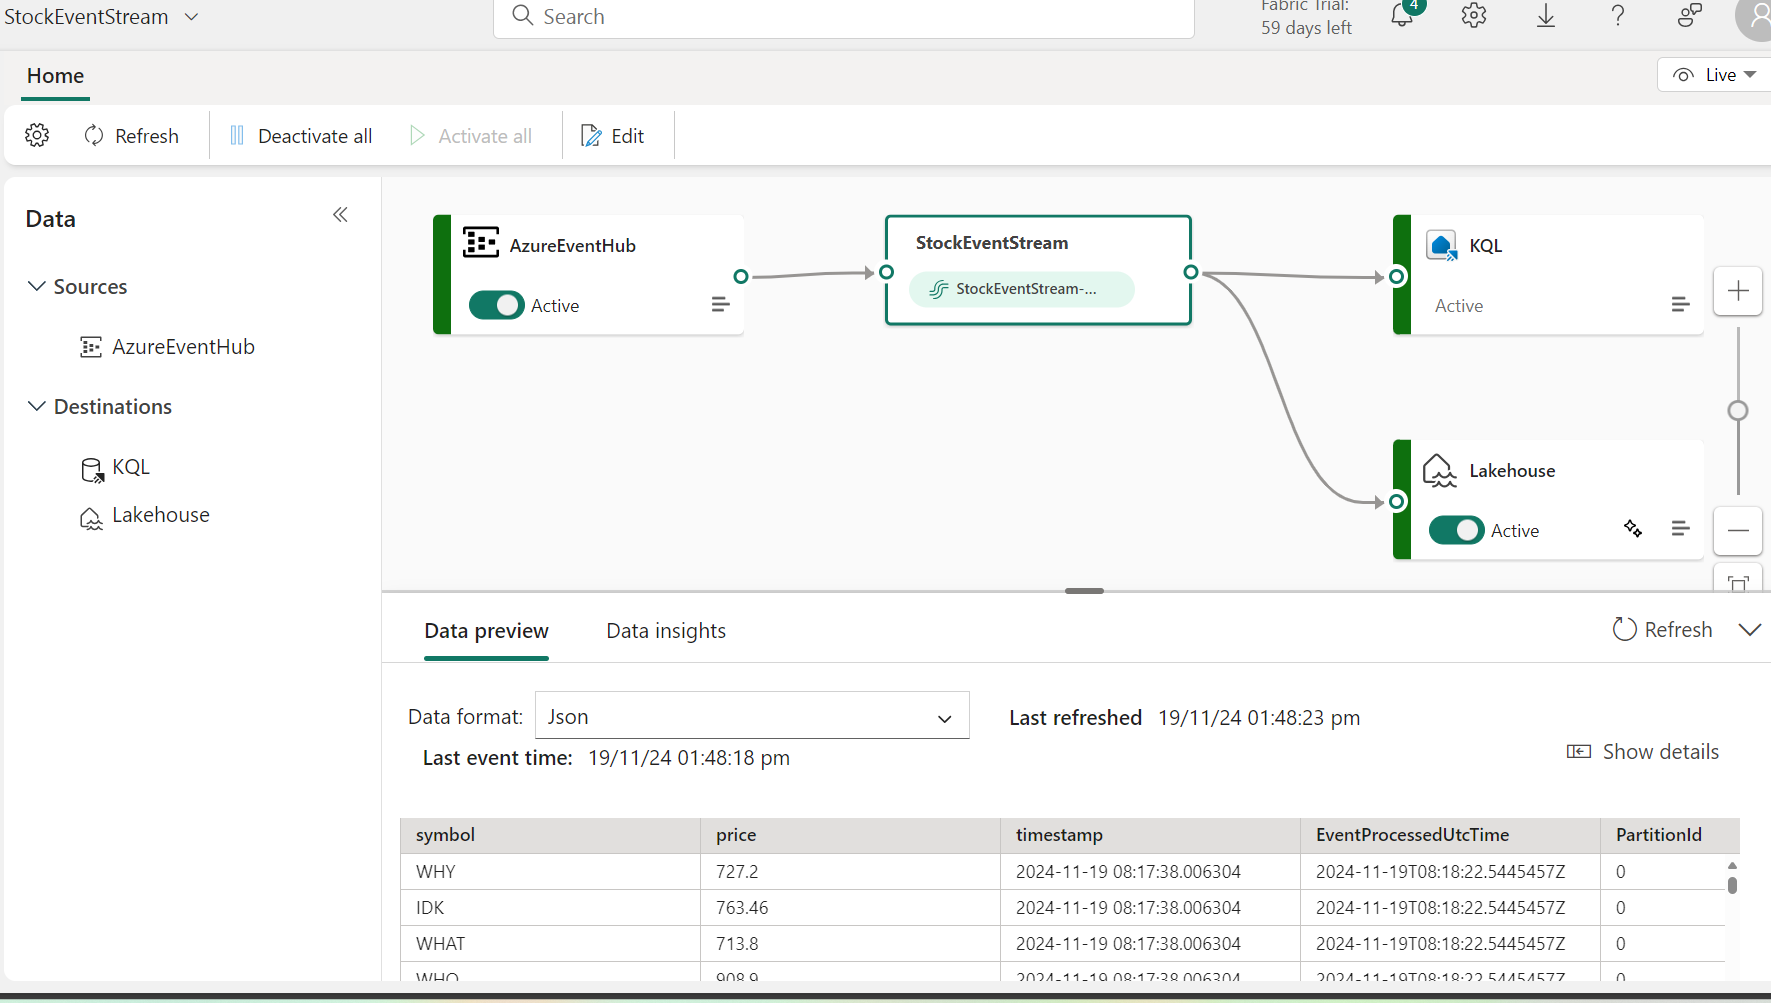 StockEventStream
Search
Fabric Trial:
59 days left
4
Home
Live
Refresh
Deactivate all
Activate all
Edit
Data
Sources
AzureEventHub
Destinations
KQL
Lakehouse
AzureEventHub
Active
StockEventStream
StockEventStream-...
KQL
Active
Lakehouse
Active
Data preview
Data insights
Refresh
Data format: Json
Last refreshed 19/11/24 01:48:23 pm
Last event time: 19/11/24 01:48:18 pm
Show details
symbol price timestamp EventProcessedUtcTime PartitionId
WHY 727.2 2024-11-19 08:17:38.006304 2024-11-19T08:18:22.5445457Z 0
IDK 763.46 2024-11-19 08:17:38.006304 2024-11-19T08:18:22.5445457Z 0
WHAT 713.8 2024-11-19 08:17:38.006304 2024-11-19T08:18:22.5445457Z 0
WHO 908.9 2024-11-19 08:17:38.006304 2024-11-19T08:18:22.5445457Z 0